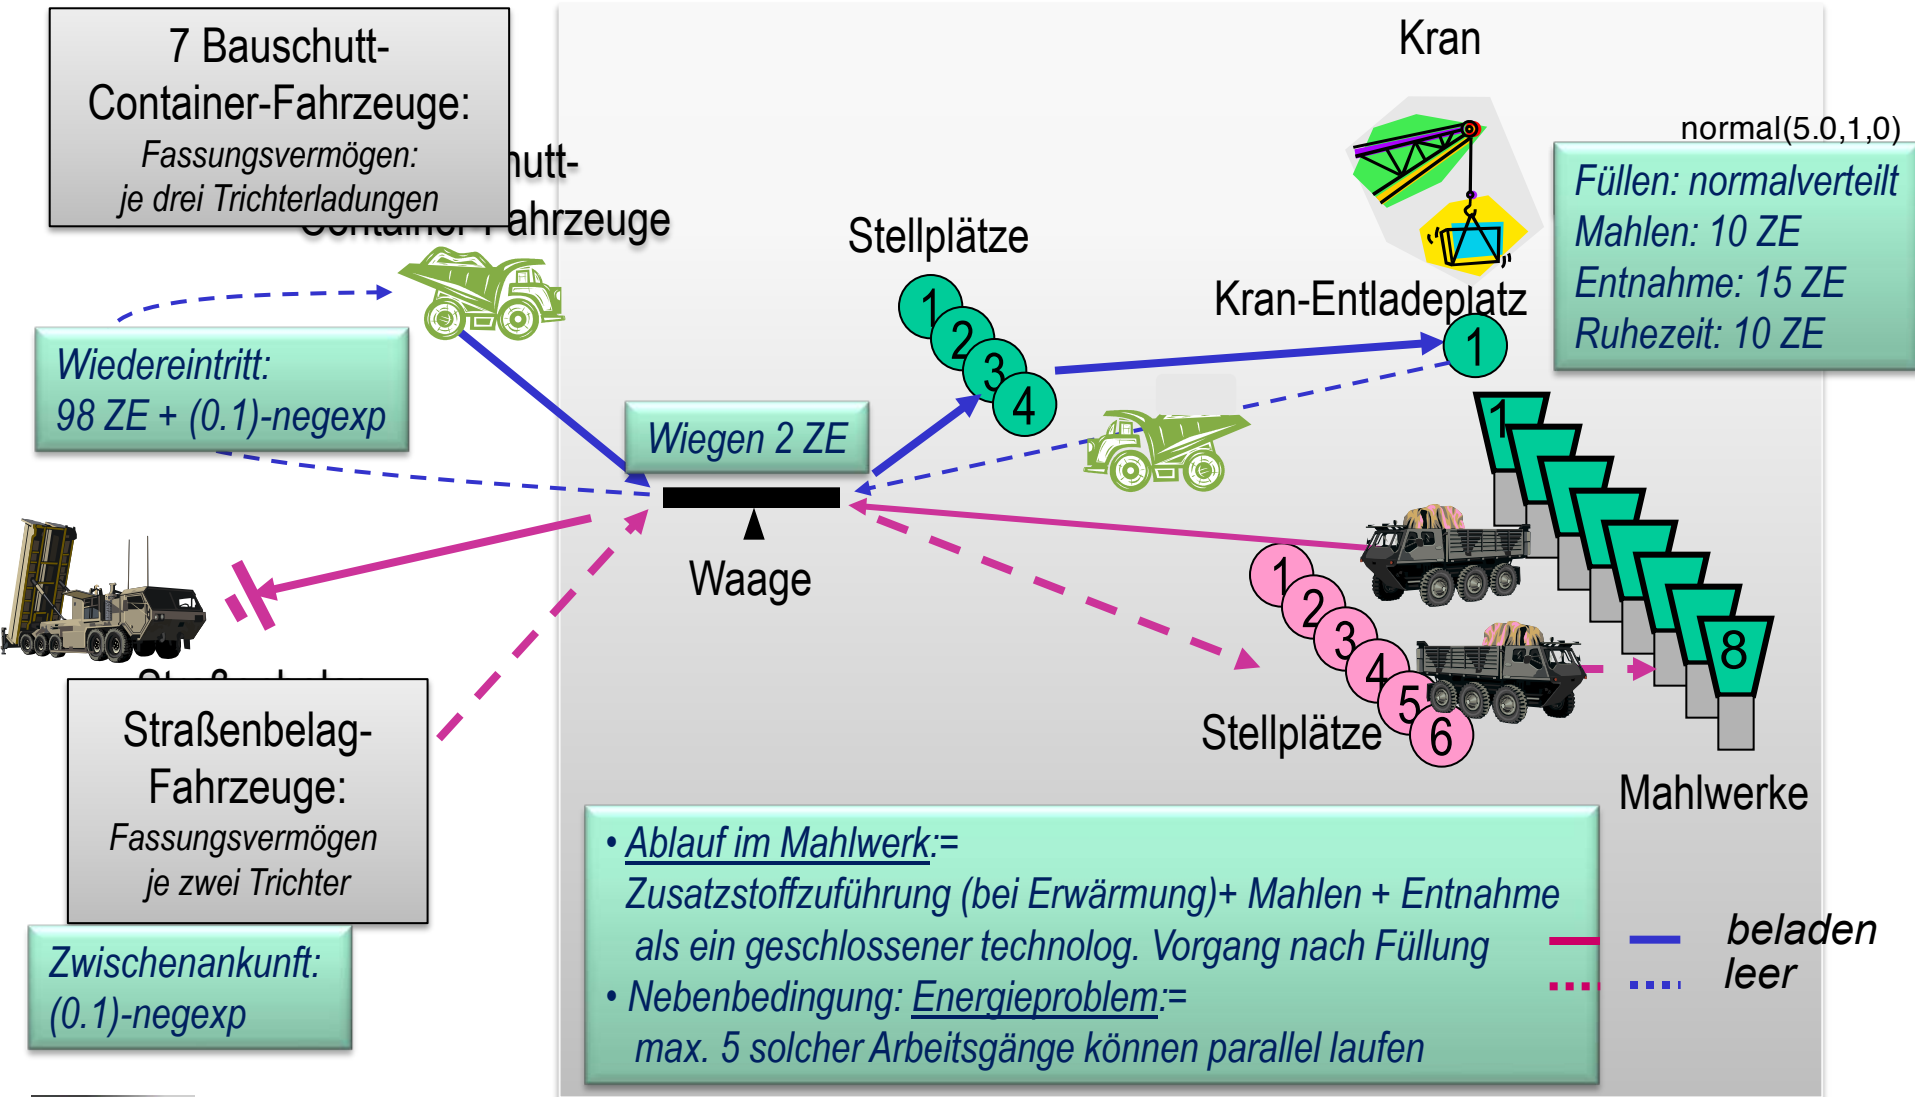 7 Bauschutt-
Container-Fahrzeuge:
Fassungsvermögen:
je drei Trichterladungen
Fahrzeuge
Kran
normal(5.0,1,0)
Füllen: normalverteilt
Mahlen: 10 ZE
Entnahme: 15 ZE
Ruhezeit: 10 ZE
Stellplätze
1
2
3
4
Kran-Entladeplatz
1
Wiedereintritt:
98 ZE + (0.1)-negexp
Wiegen 2 ZE
Waage
1
8
1
2
3
4
5
6
Stellplätze
Mahlwerke
Straßenbelag-
Fahrzeuge:
Fassungsvermögen
je zwei Trichter
Zwischenankunft:
(0.1)-negexp
• Ablauf im Mahlwerk:=
Zusatzstoffzuführung (bei Erwärmung)+ Mahlen + Entnahme
als ein geschlossener technolog. Vorgang nach Füllung
• Nebenbedingung: Energieproblem:=
max. 5 solcher Arbeitsgänge können parallel laufen
beladen
leer